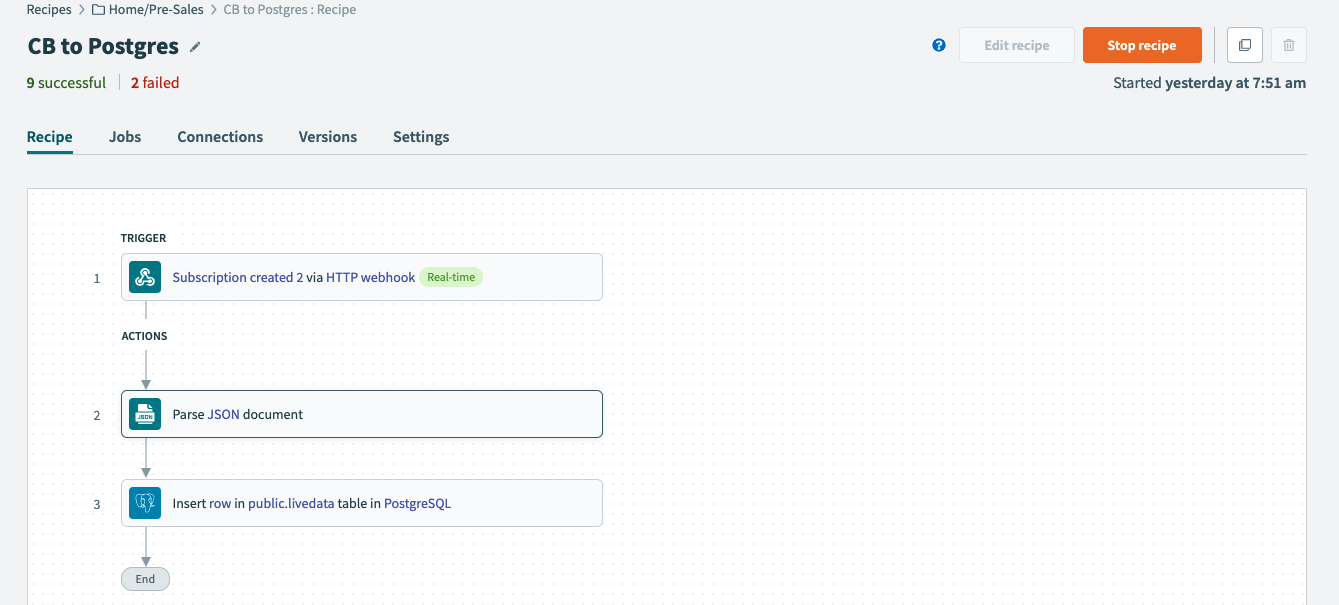 Recipes > Home/Pre-Sales > CB to Postgres : Recipe
CB to Postgres
? Edit recipe Stop recipe
9 successful 2 failed
Started yesterday at 7:51 am
Recipe Jobs Connections Versions Settings
TRIGGER
1 Subscription created 2 via HTTP webhook Real-time
ACTIONS
2 JSON Parse JSON document
3 Insert row in public.livedata table in PostgreSQL
End